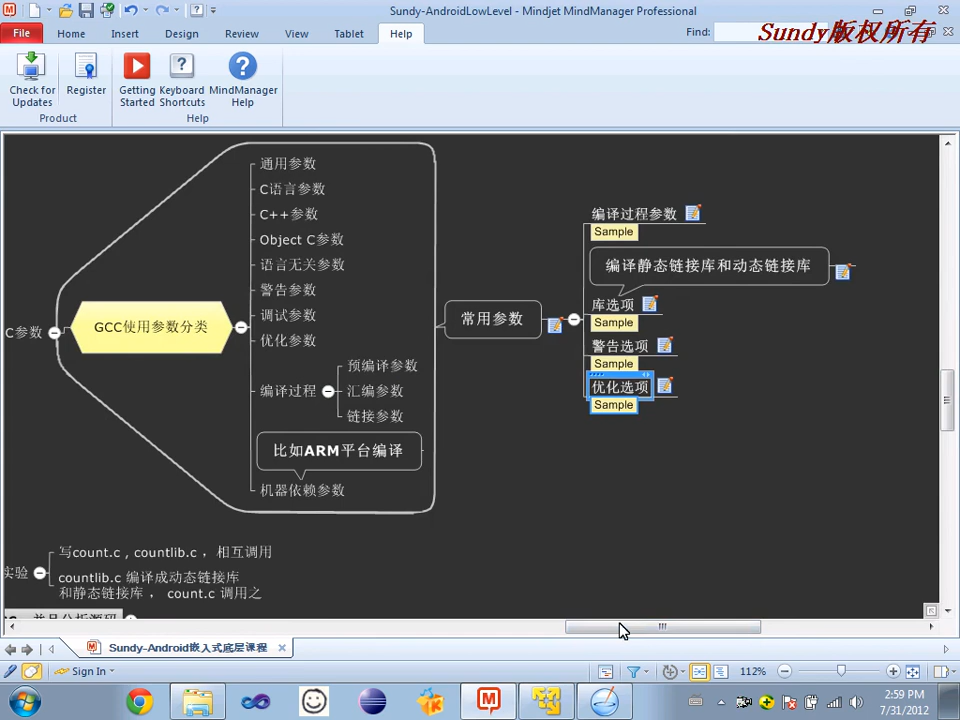 Sundy-AndroidLowLevel - Mindjet MindManager Professional
File Home Insert Design Review View Tablet Help
Find:
Sundy版权所有
Check for Updates
Register
Getting Started
Keyboard Shortcuts
MindManager Help
Product
Help
C参数
GCC使用参数分类
通用参数
C语言参数
C++参数
Object C参数
语言无关参数
警告参数
调试参数
优化参数
编译过程
预编译参数
汇编参数
链接参数
比如ARM平台编译
机器依赖参数
常用参数
编译过程参数
Sample
编译静态链接库和动态链接库
库选项
Sample
警告选项
Sample
优化选项
Sample
实验
写count.c , countlib.c ，相互调用
countlib.c 编译成动态链接库
和静态链接库， count.c 调用之
并且分析源码
Sundy-Android嵌入式底层课程
Sign In
112%
2:59 PM
7/31/2012